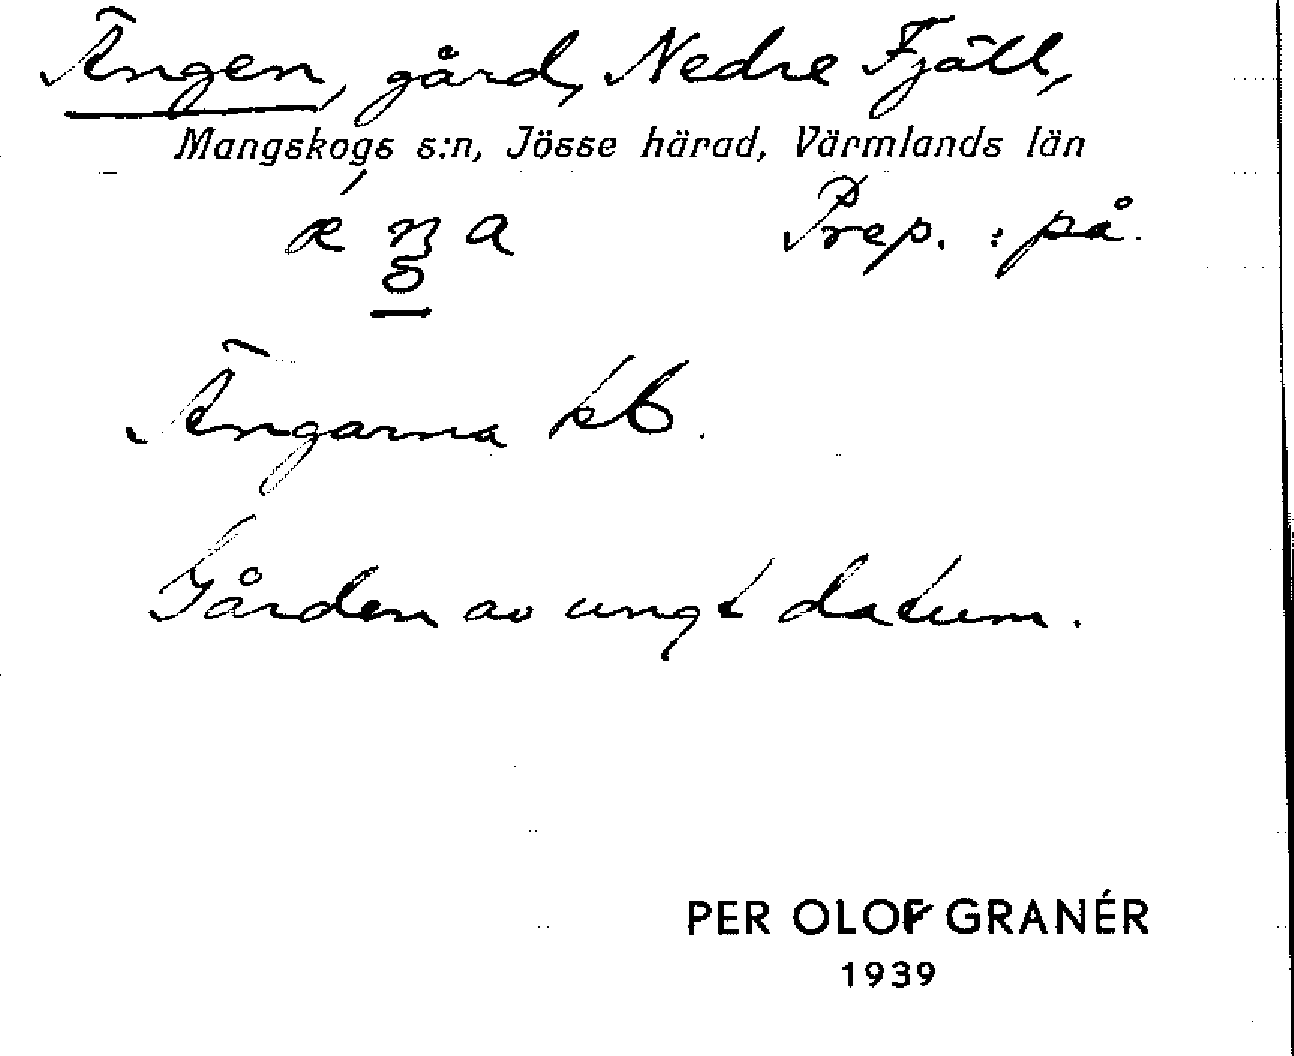 Ängen, gård, Nedre Fjäll,
Mangskogs s:n, Jösse härad, Värmlands län
Prep. : på.
Ängarna kb.
Gården av ungt datum.
PER OLOF GRANÉR
1939